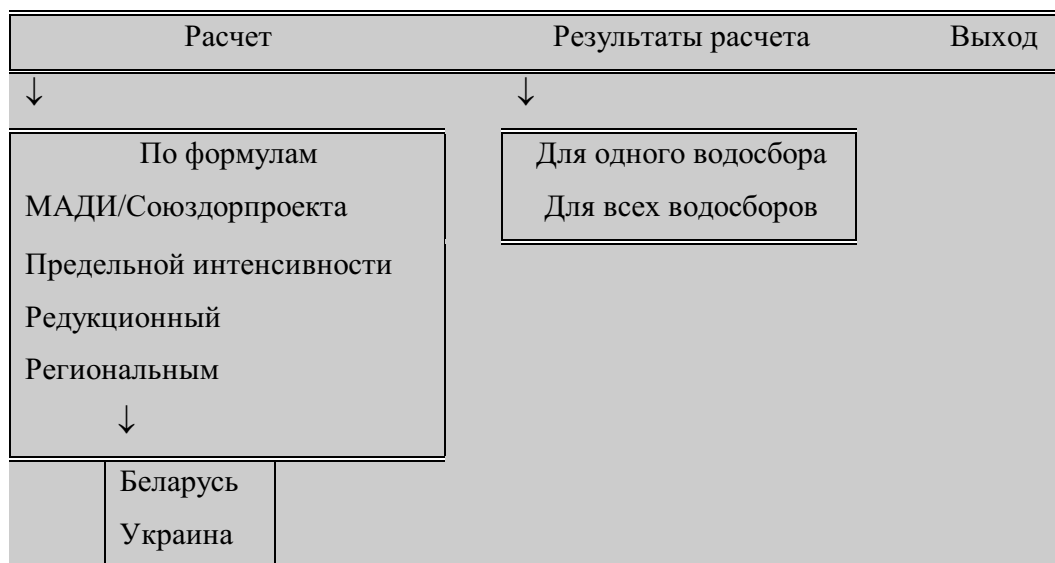 Расчет Результаты расчета Выход
↓ ↓
По формулам
МАДИ/Союздорпроекта
Предельной интенсивности
Редукционный
Региональным
↓
Беларусь
Украина
Для одного водосбора
Для всех водосборов